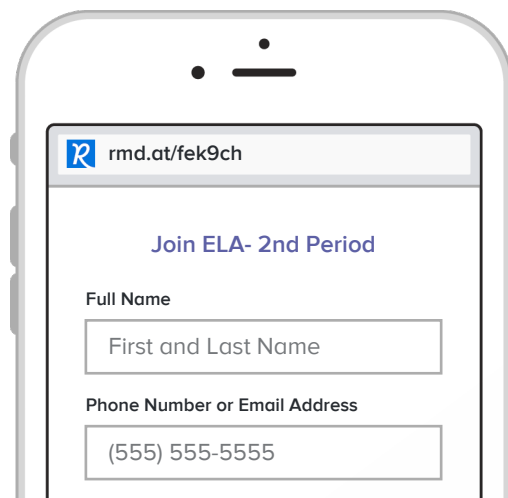 rmd.at/fek9ch
Join ELA- 2nd Period
Full Name
First and Last Name
Phone Number or Email Address
(555) 555-5555